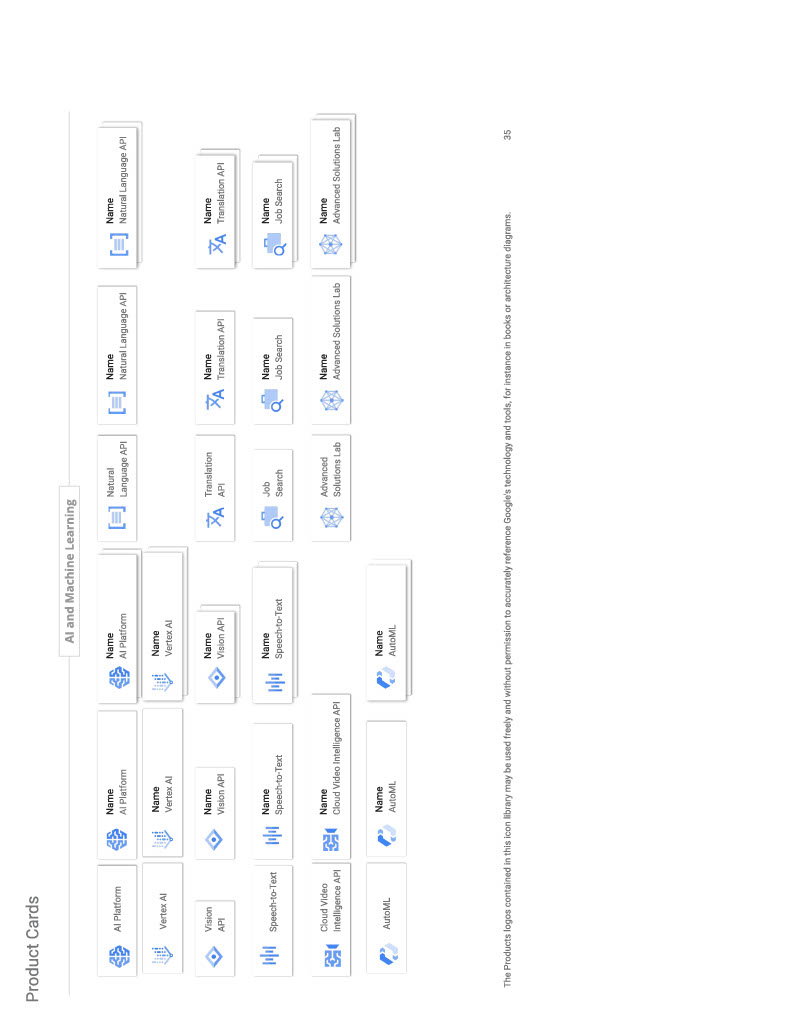 Product Cards
AI and Machine Learning
AI Platform
Name
AI Platform
Name
AI Platform
Natural
Language API
Name
Natural Language API
Name
Natural Language API
Vertex AI
Name
Vertex AI
Name
Vertex AI
Vision
API
Name
Vision API
Name
Vision API
Translation
API
Name
Translation API
Name
Translation API
Speech-to-Text
Name
Speech-to-Text
Name
Speech-to-Text
Job
Search
Name
Job Search
Name
Job Search
Cloud Video
Intelligence API
Name
Cloud Video Intelligence API
Advanced
Solutions Lab
Name
Advanced Solutions Lab
Name
Advanced Solutions Lab
AutoML
Name
AutoML
Name
AutoML
The Products logos contained in this icon library may be used freely and without permission to accurately reference Google's technology and tools, for instance in books or architecture diagrams.
35